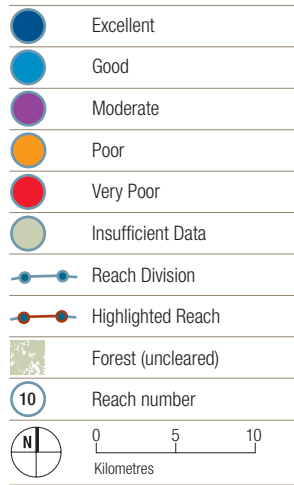 Excellent
Good
Moderate
Poor
Very Poor
Insufficient Data
Reach Division
Highlighted Reach
Forest (uncleared)
10 Reach number
N 0 5 10
Kilometres